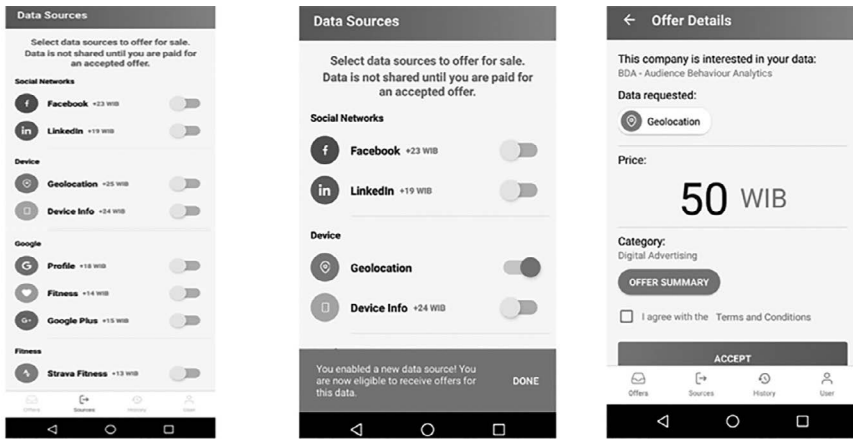 Data Sources
Select data sources to offer for sale.
Data is not shared until you are paid for
an accepted offer.
Social Networks
Facebook +23 WIB
LinkedIn +19 WIB
Device
Geolocation +25 WIB
Device Info +24 WIB
Google
Profile +18 WIB
Fitness +14 WIB
Google Plus +15 WIB
Fitness
Strava Fitness +13 WIB
Offers Sources History User
Data Sources
Select data sources to offer for sale.
Data is not shared until you are paid for
an accepted offer.
Social Networks
Facebook +23 WIB
LinkedIn +19 WIB
Device
Geolocation
Device Info +24 WIB
You enabled a new data source! You
are now eligible to receive offers for
this data.
DONE
Offer Details
This company is interested in your data:
BDA - Audience Behaviour Analytics
Data requested:
Geolocation
Price:
50 WIB
Category:
Digital Advertising
OFFER SUMMARY
I agree with the Terms and Conditions
ACCEPT
Offers Sources History User